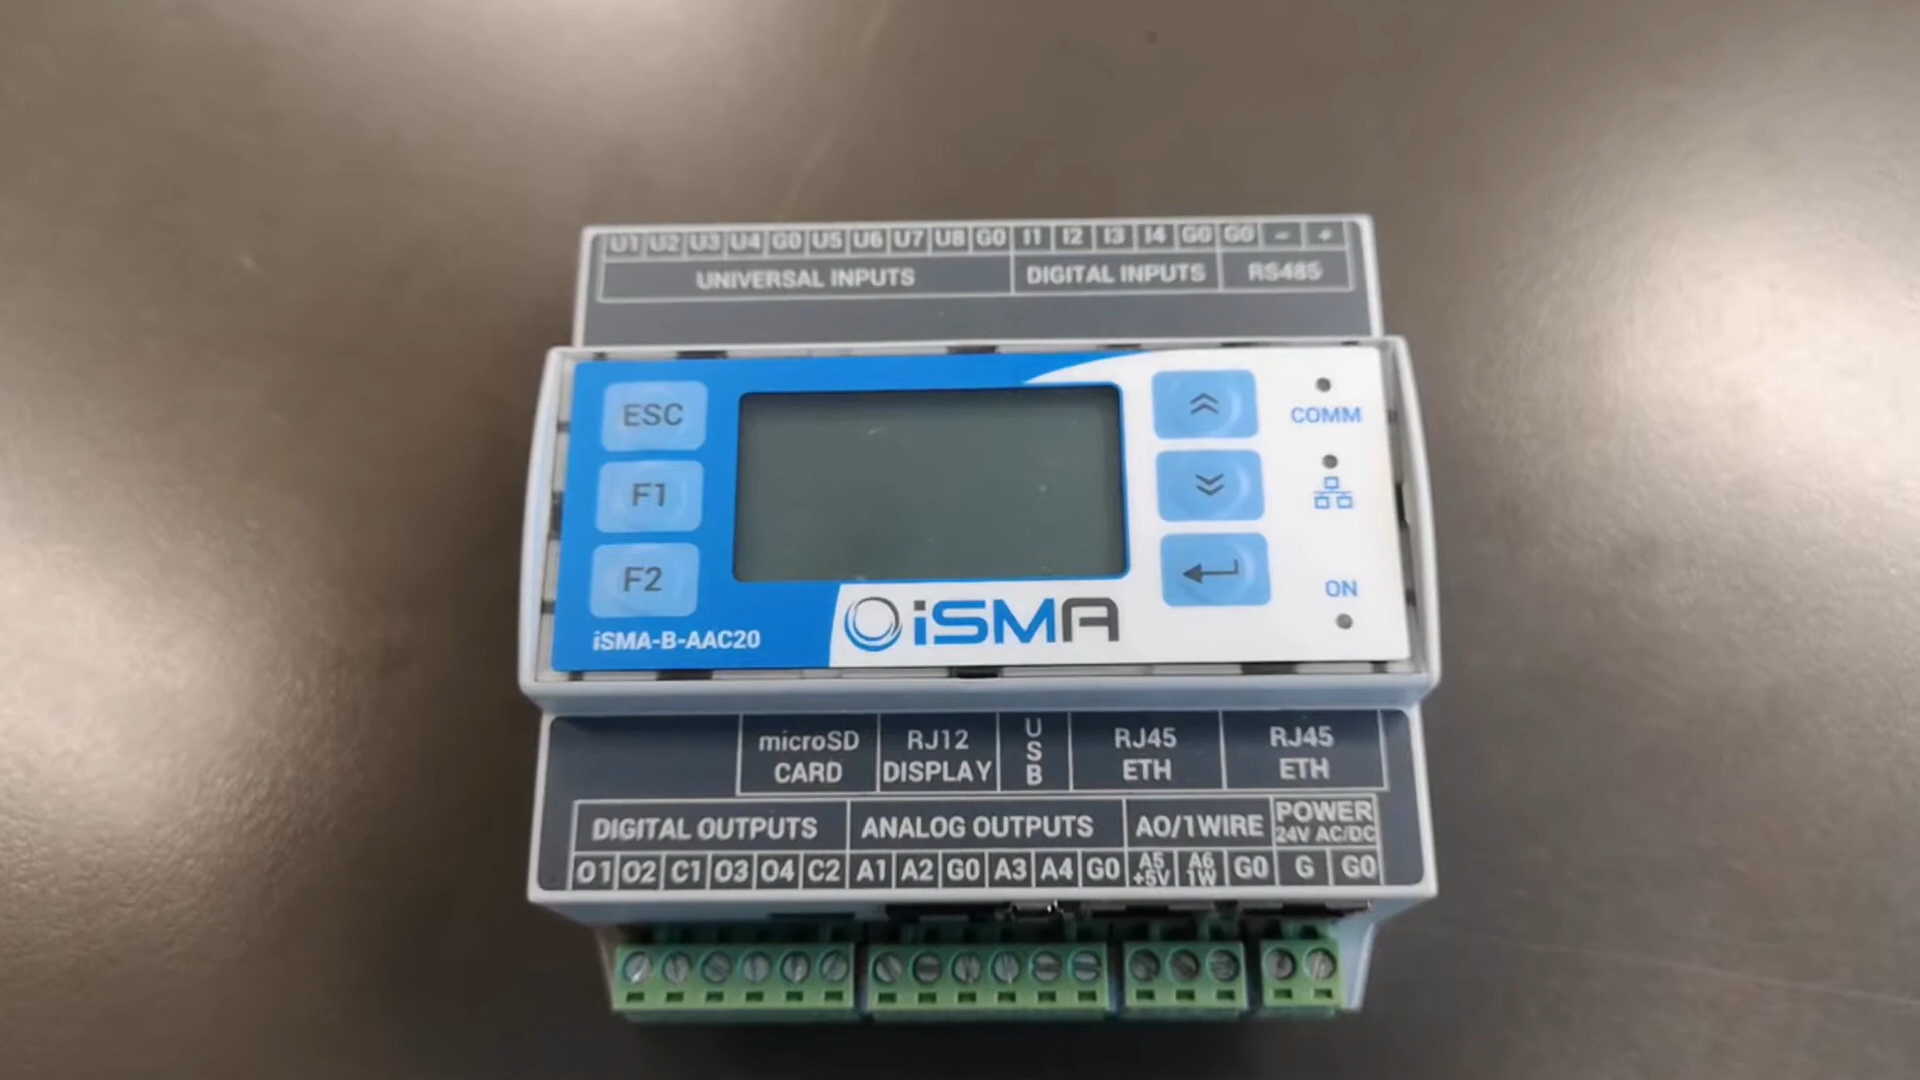 U1 U2 U3 U4 G0 U5 U6 U7 U8 G0 I1 I2 I3 I4 G0 G0 - +
UNIVERSAL INPUTS DIGITAL INPUTS RS485
ESC
F1
F2
COMM
ON
iSMA-B-AAC20
iSMA
microSD CARD
RJ12 DISPLAY
USB
RJ45 ETH
RJ45 ETH
DIGITAL OUTPUTS ANALOG OUTPUTS AO/1WIRE POWER 24V AC/DC
O1 O2 C1 O3 O4 C2 A1 A2 G0 A3 A4 G0 A5 +5V A6 1W G0 G G0